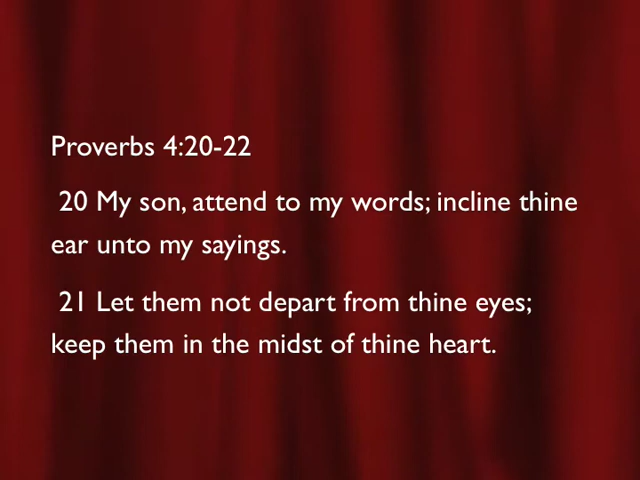 Proverbs 4:20-22
20 My son, attend to my words; incline thine
ear unto my sayings.
21 Let them not depart from thine eyes;
keep them in the midst of thine heart.